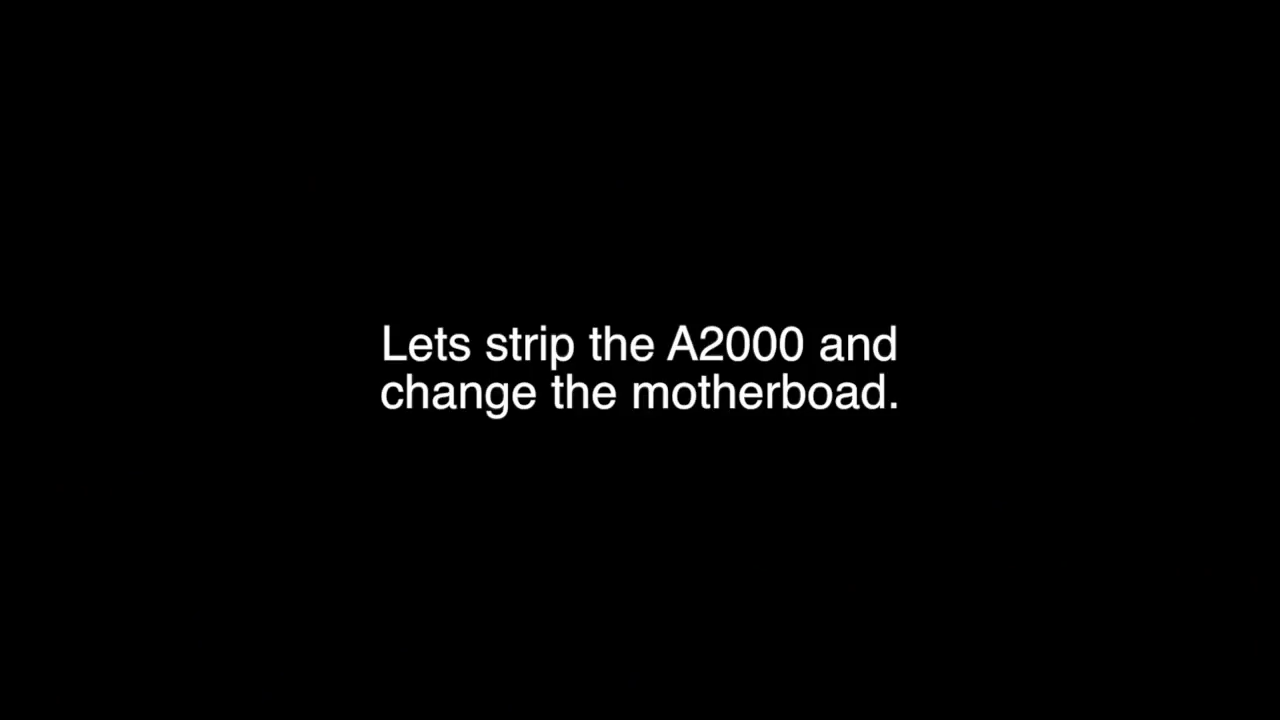 Lets strip the A2000 and
change the motherboad.